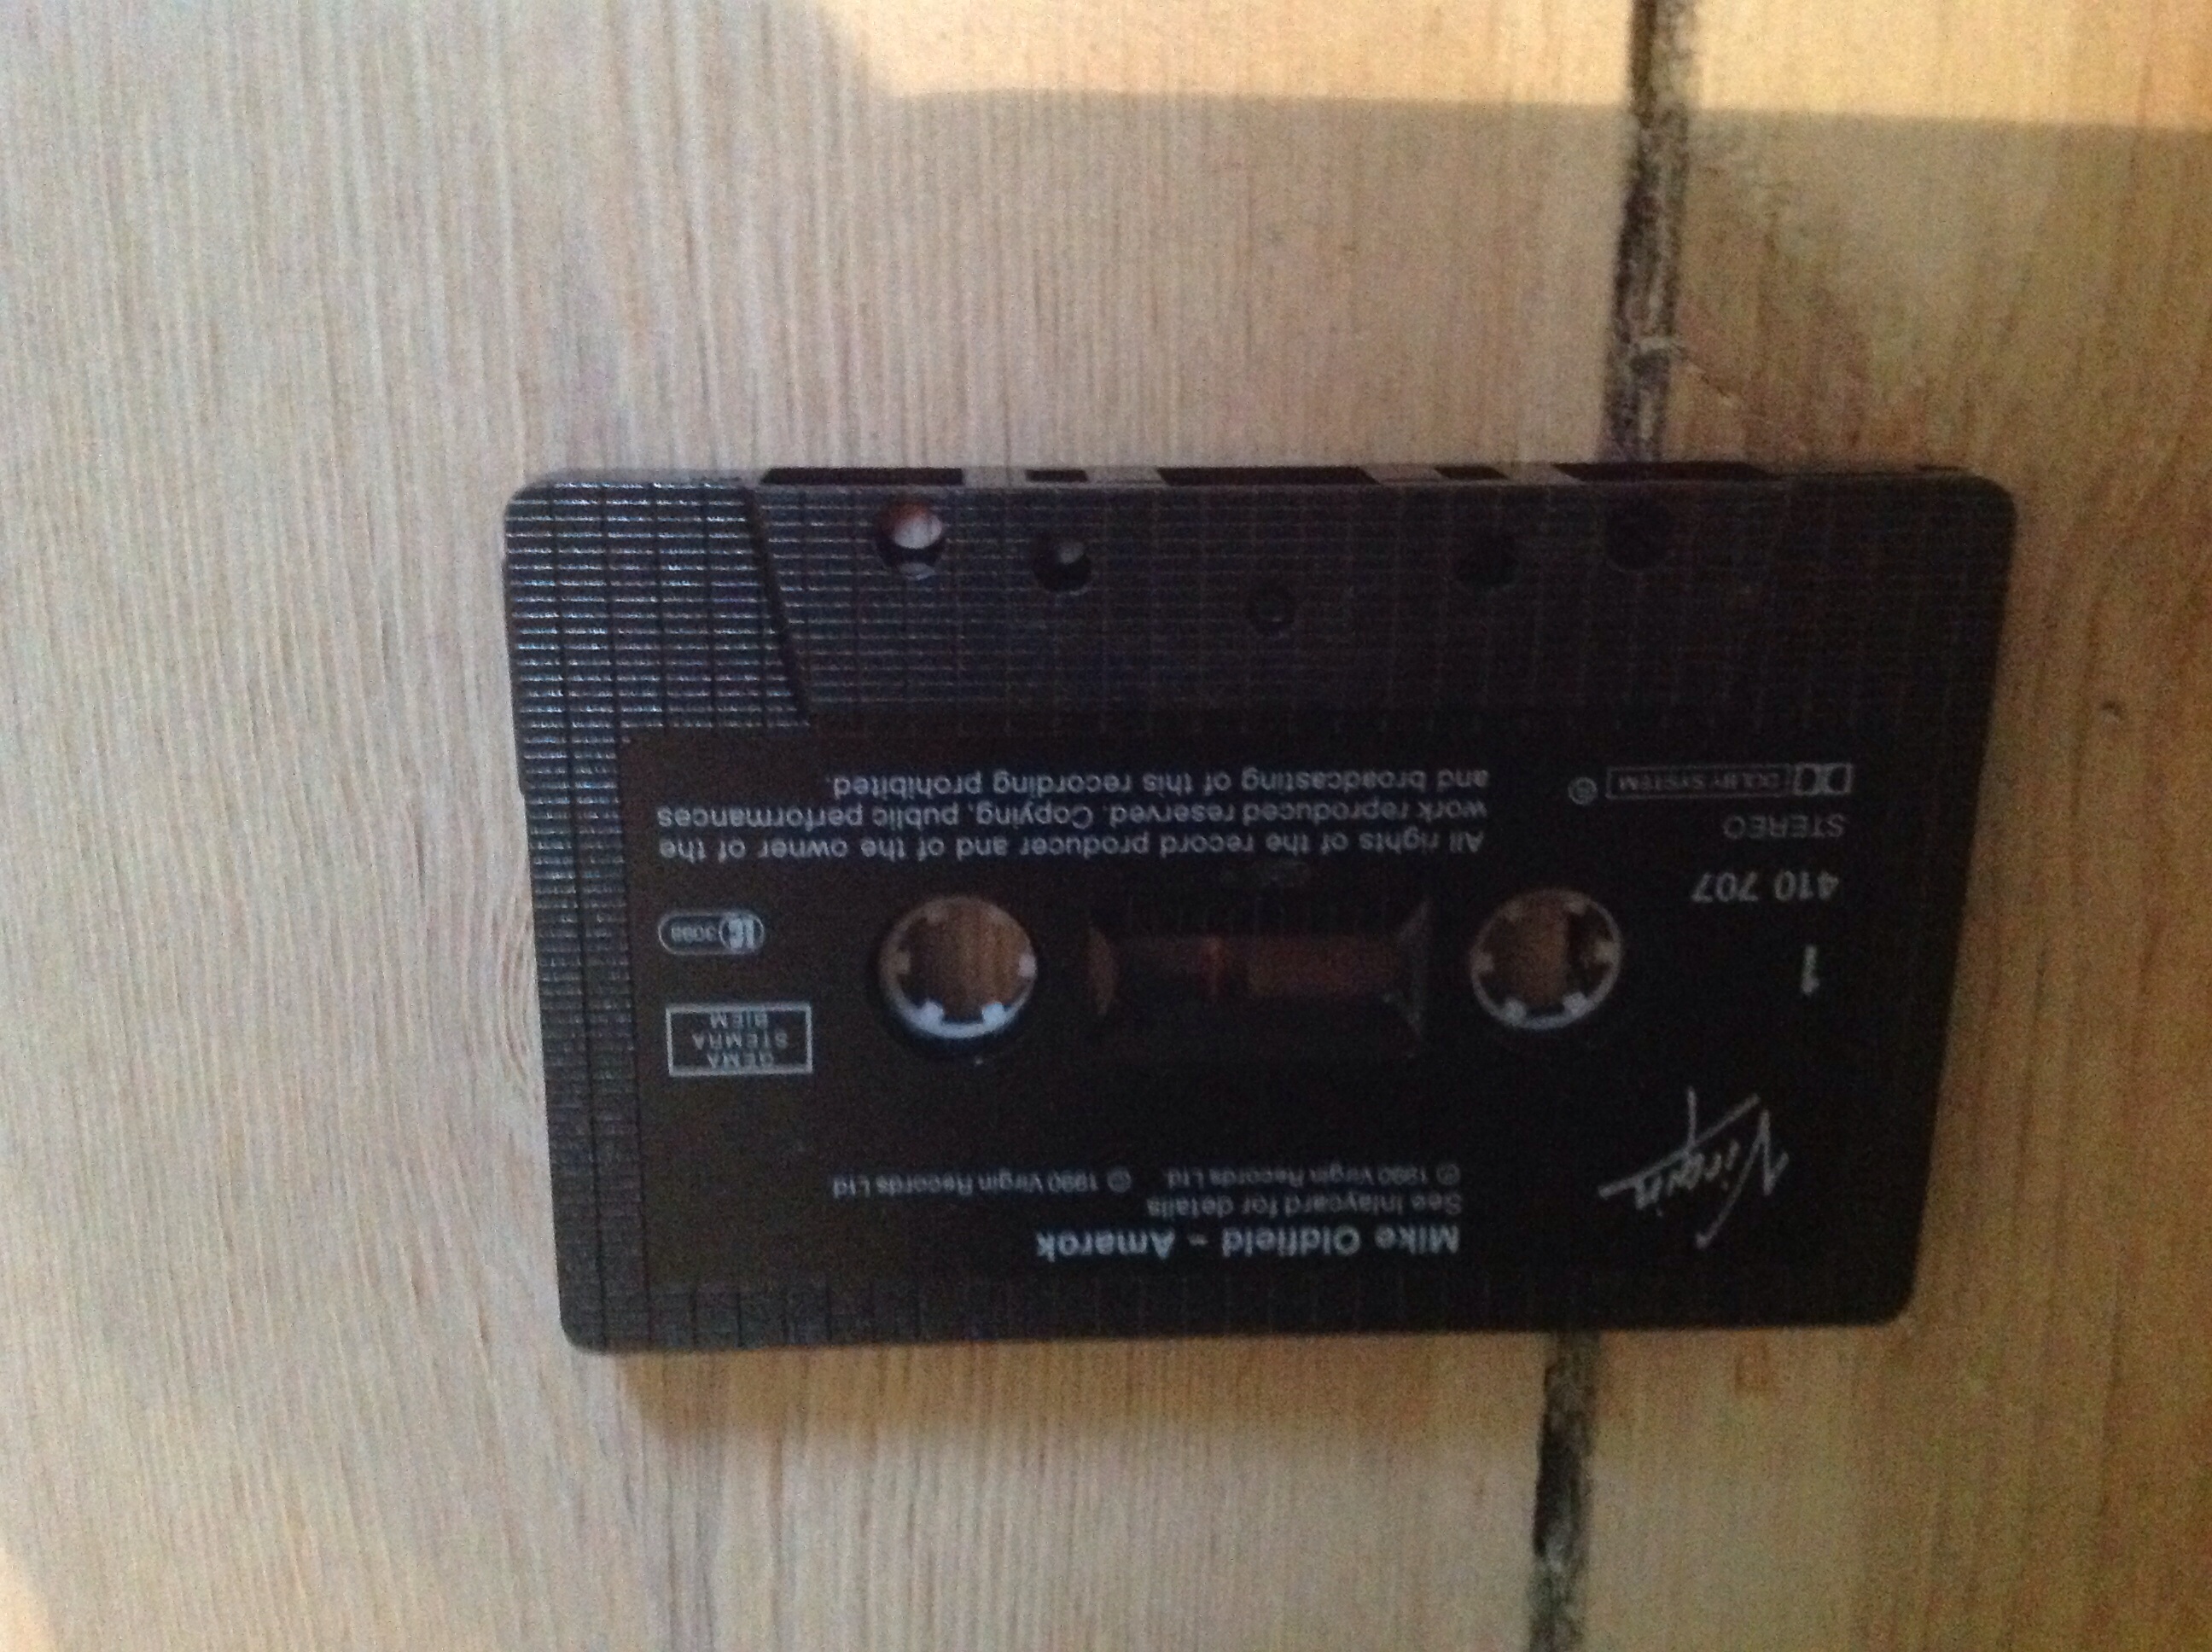 Mike Oldfield - Amarok
See Inlaycard for details
℗ 1990 Virgin Records Ltd. © 1990 Virgin Records Ltd.
Virgin
1
410 707
STEREO
DOLBY SYSTEM ®
GEMA
STEMRA
BIEM
LC 3098
All rights of the record producer and of the owner of the
work reproduced reserved. Copying, public performances
and broadcasting of this recording prohibited.